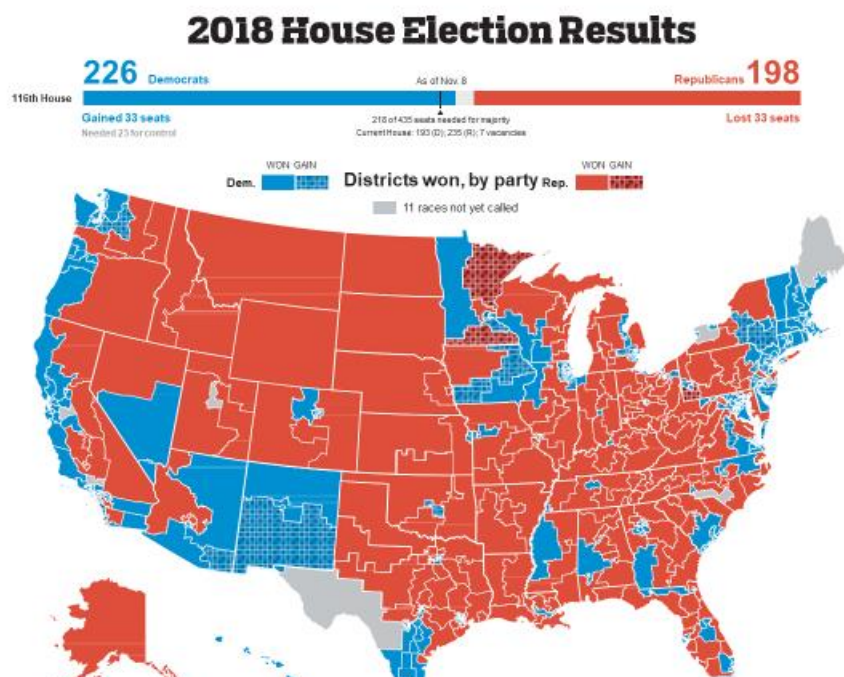 2018 House Election Results
226 Democrats
As of Nov. 8
Republicans 198
116th House
Gained 33 seats
Needed 23 for control
218 of 435 seats needed for majority
Current House: 193 (D); 235 (R); 7 vacancies
Lost 33 seats
WON GAIN
WON GAIN
Dem.
Districts won, by party
Rep.
11 races not yet called